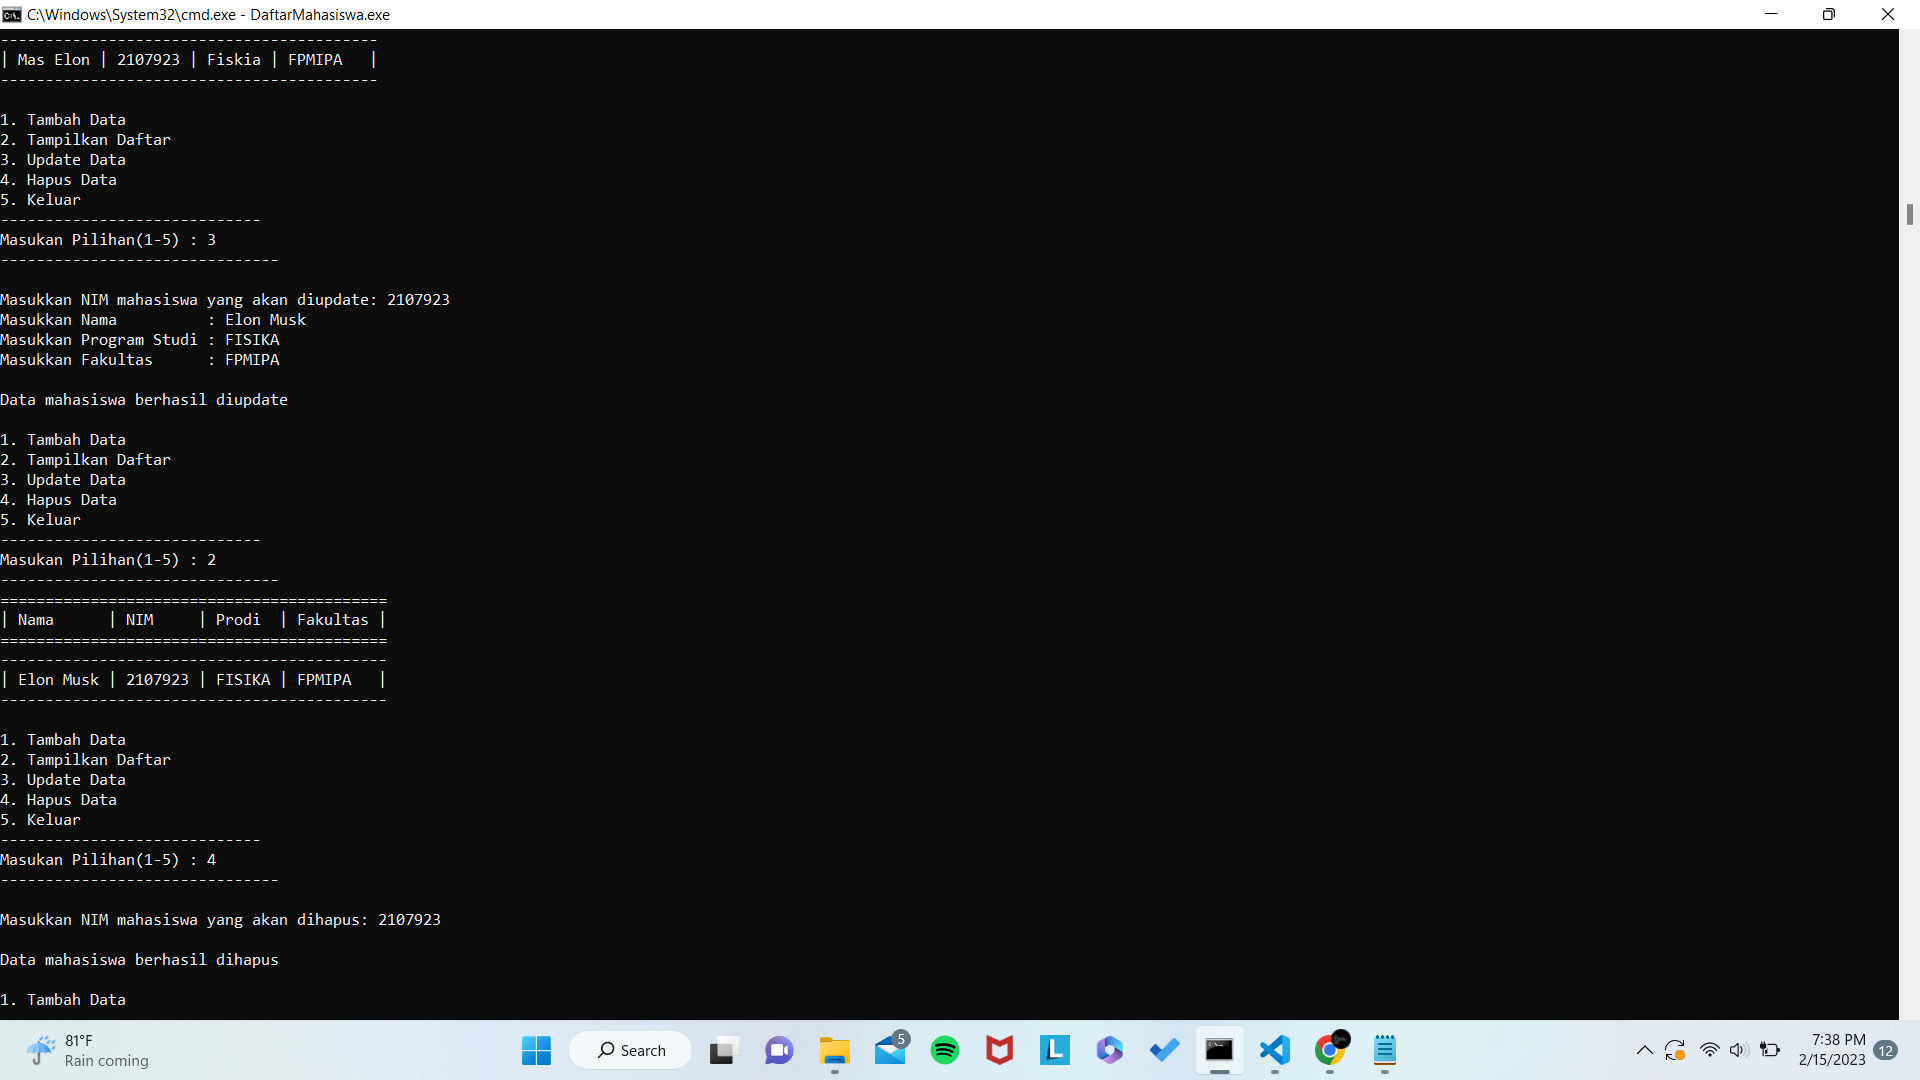 C:\Windows\System32\cmd.exe - DaftarMahasiswa.exe
------------------------------------------
| Mas Elon | 2107923 | Fiskia | FPMIPA   |
------------------------------------------
1. Tambah Data
2. Tampilkan Daftar
3. Update Data
4. Hapus Data
5. Keluar
-----------------------------
Masukan Pilihan(1-5) : 3
-------------------------------
Masukkan NIM mahasiswa yang akan diupdate: 2107923
Masukkan Nama          : Elon Musk
Masukkan Program Studi : FISIKA
Masukkan Fakultas      : FPMIPA
Data mahasiswa berhasil diupdate
1. Tambah Data
2. Tampilkan Daftar
3. Update Data
4. Hapus Data
5. Keluar
-----------------------------
Masukan Pilihan(1-5) : 2
-------------------------------
===========================================
| Nama      | NIM     | Prodi  | Fakultas |
===========================================
-------------------------------------------
| Elon Musk | 2107923 | FISIKA | FPMIPA   |
-------------------------------------------
1. Tambah Data
2. Tampilkan Daftar
3. Update Data
4. Hapus Data
5. Keluar
-----------------------------
Masukan Pilihan(1-5) : 4
-------------------------------
Masukkan NIM mahasiswa yang akan dihapus: 2107923
Data mahasiswa berhasil dihapus
1. Tambah Data
81°F
Rain coming
Search
5
L
7:38 PM
2/15/2023
12